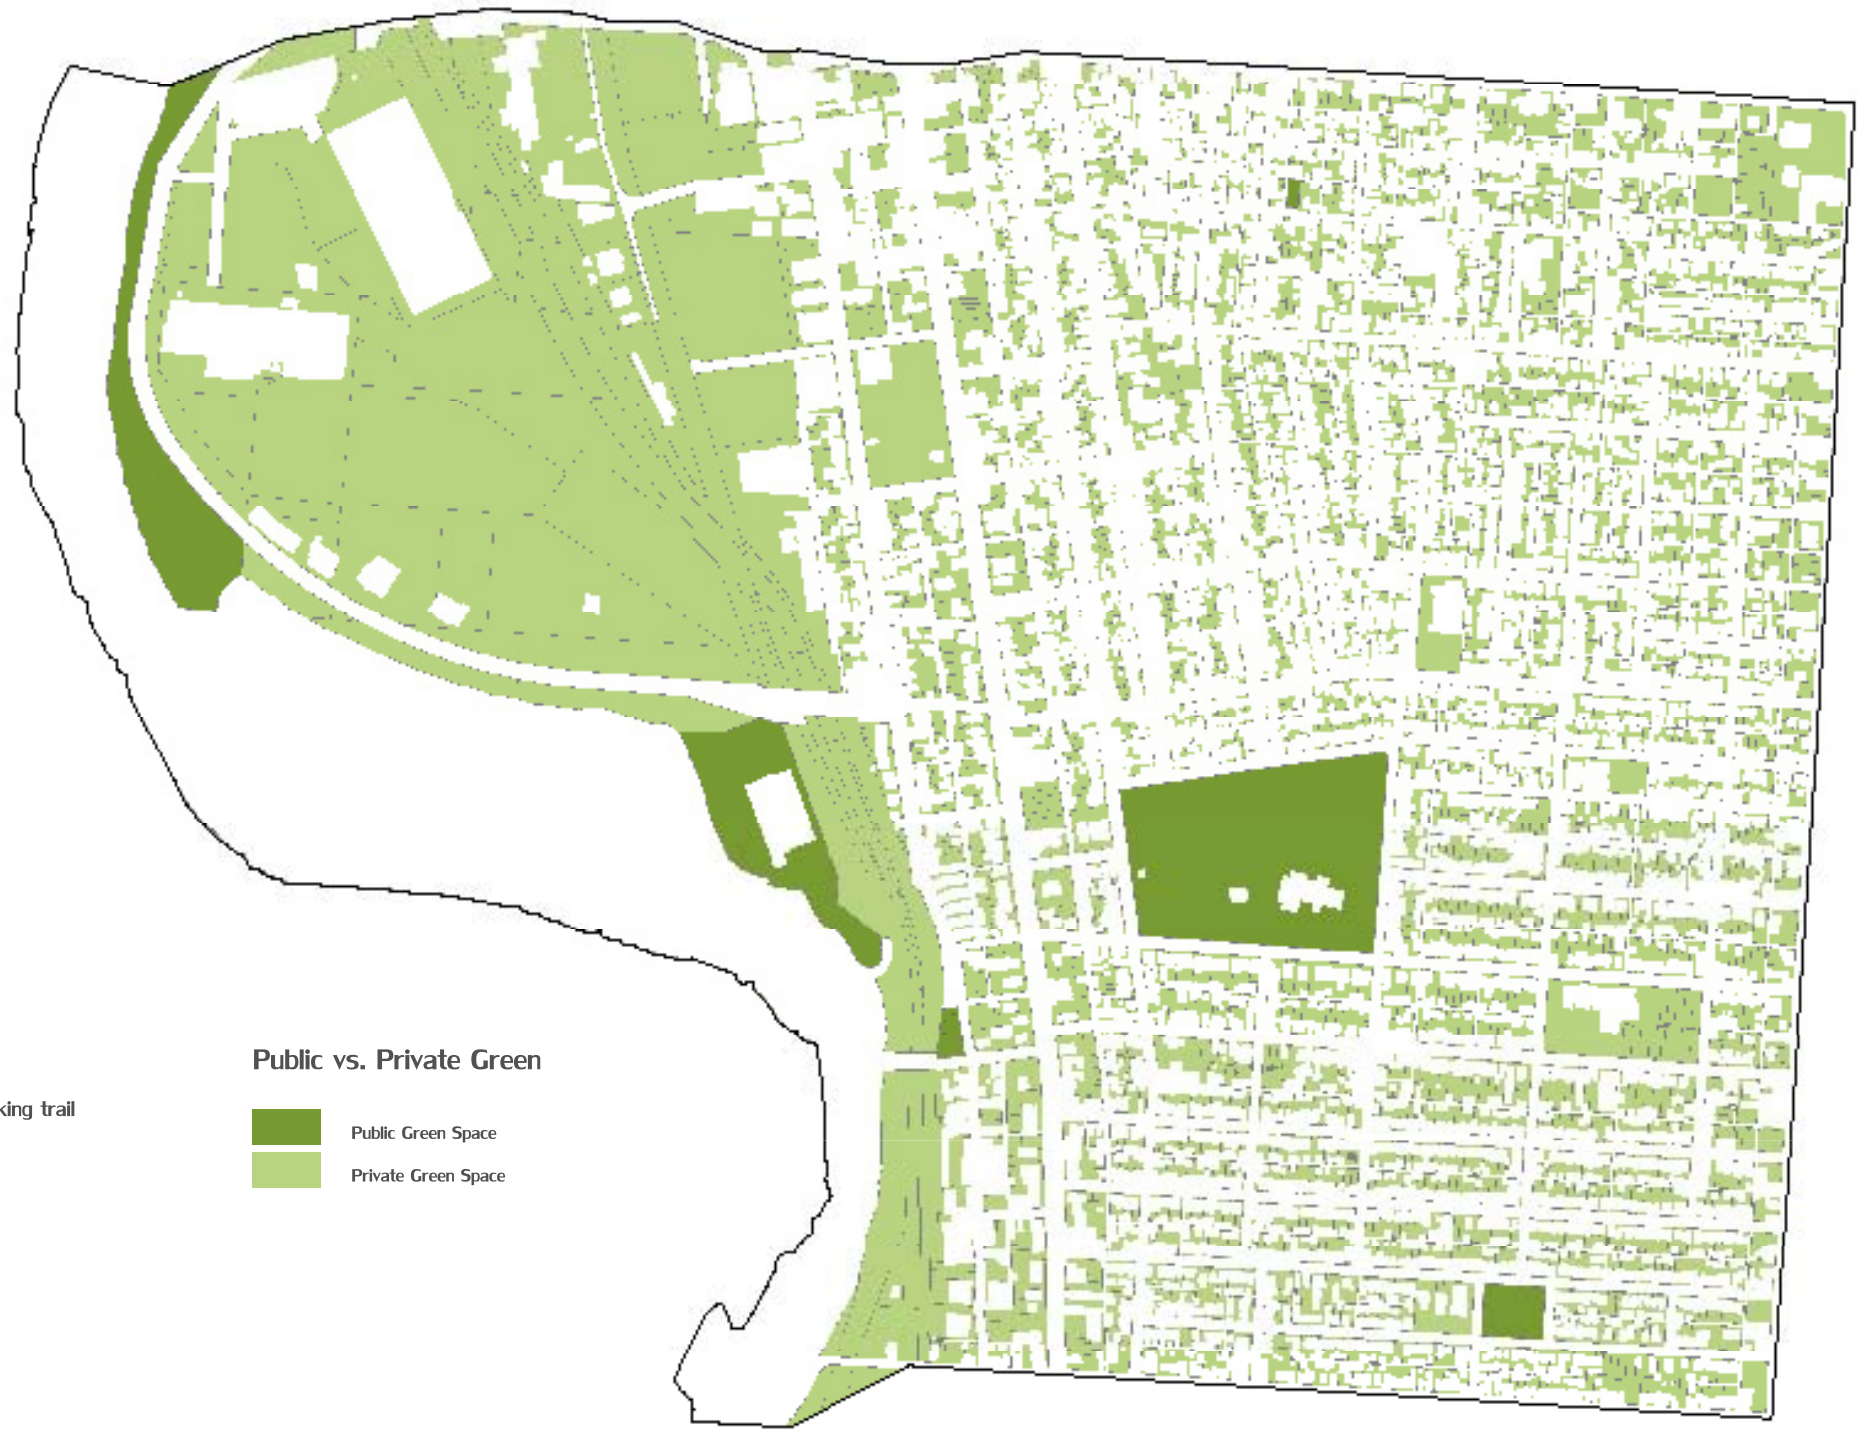 Public vs. Private Green
king trail
Public Green Space
Private Green Space